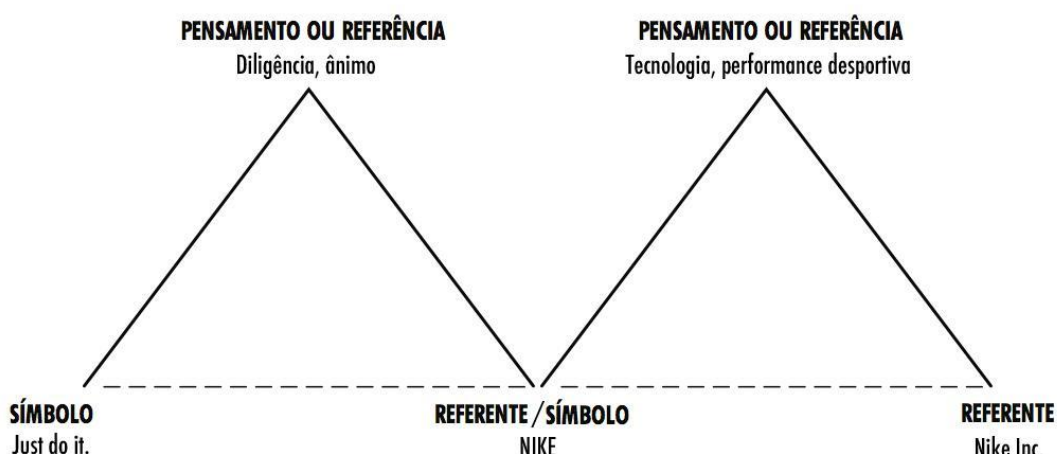 PENSAMENTO OU REFERÊNCIA
Diligência, ânimo
PENSAMENTO OU REFERÊNCIA
Tecnologia, performance desportiva
SÍMBOLO
Just do it.
REFERENTE / SÍMBOLO
NIKE
REFERENTE
Nike Inc